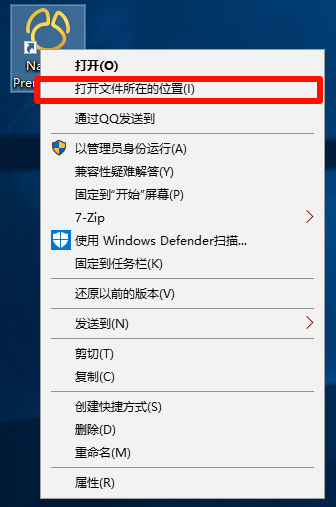 Na
Prem
打开(O)
打开文件所在的位置(I)
通过QQ发送到
以管理员身份运行(A)
兼容性疑难解答(Y)
固定到"开始"屏幕(P)
7-Zip
使用 Windows Defender扫描...
固定到任务栏(K)
还原以前的版本(V)
发送到(N)
剪切(T)
复制(C)
创建快捷方式(S)
删除(D)
重命名(M)
属性(R)